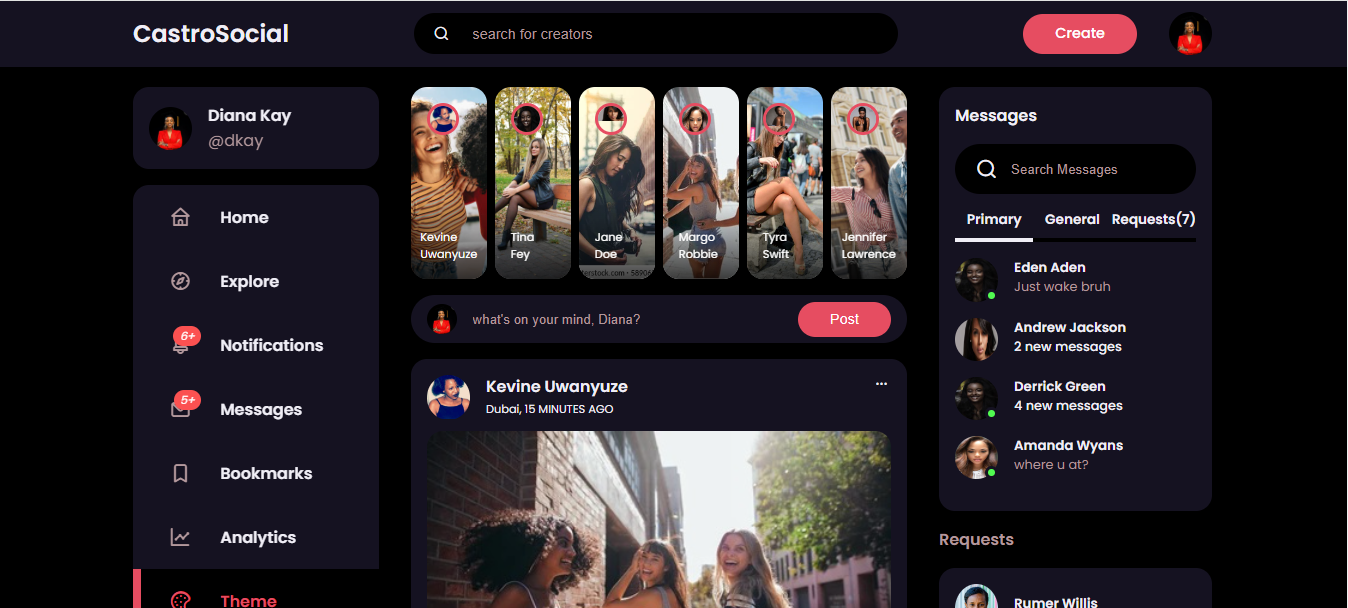 CastroSocial
search for creators
Create
Diana Kay
@dkay
Home
Explore
6+
Notifications
5+
Messages
Bookmarks
Analytics
Theme
Kevine
Uwanyuze
Tina
Fey
Jane
Doe
Margo
Robbie
Tyra
Swift
Jennifer
Lawrence
what's on your mind, Diana?
Post
Kevine Uwanyuze
Dubai, 15 MINUTES AGO
Messages
Search Messages
Primary General Requests(7)
Eden Aden
Just wake bruh
Andrew Jackson
2 new messages
Derrick Green
4 new messages
Amanda Wyans
where u at?
Requests
Rumer Willis